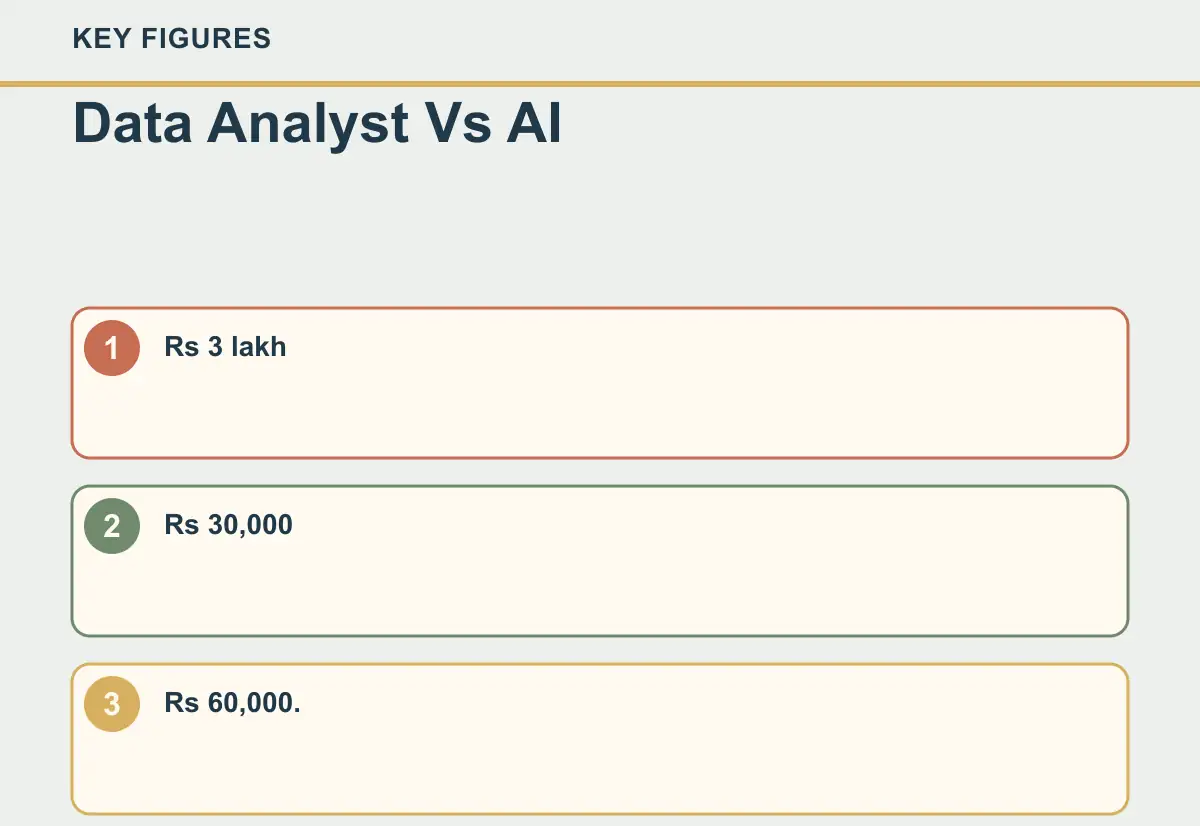 KEY FIGURES
Data Analyst Vs AI
1 Rs 3 lakh
2 Rs 30,000
3 Rs 60,000.